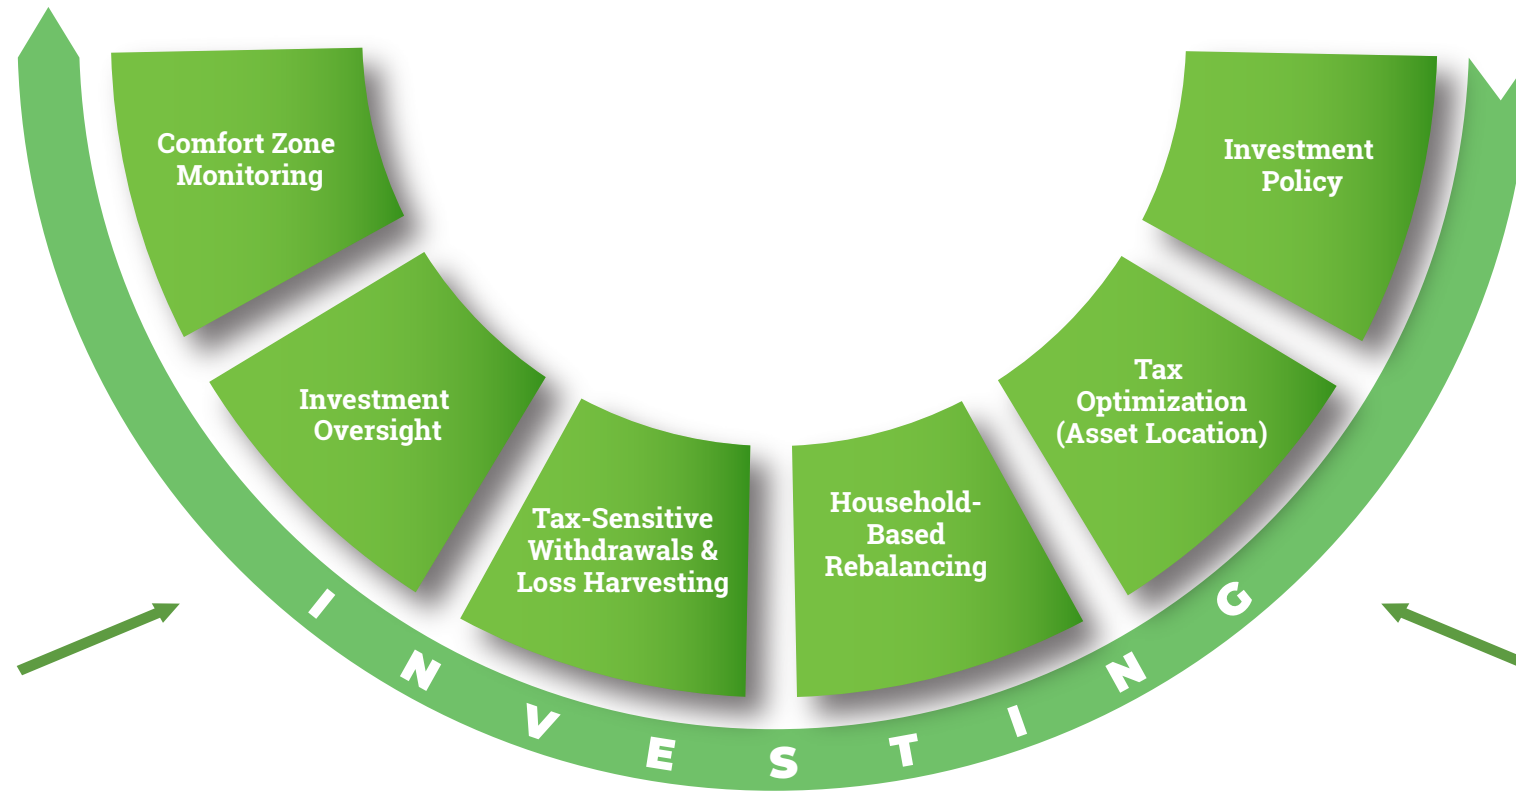 Comfort Zone
Monitoring
Investment
Policy
Investment
Oversight
Tax
Optimization
(Asset Location)
Tax-Sensitive
Withdrawals &
Loss Harvesting
Household-
Based
Rebalancing
INVESTING